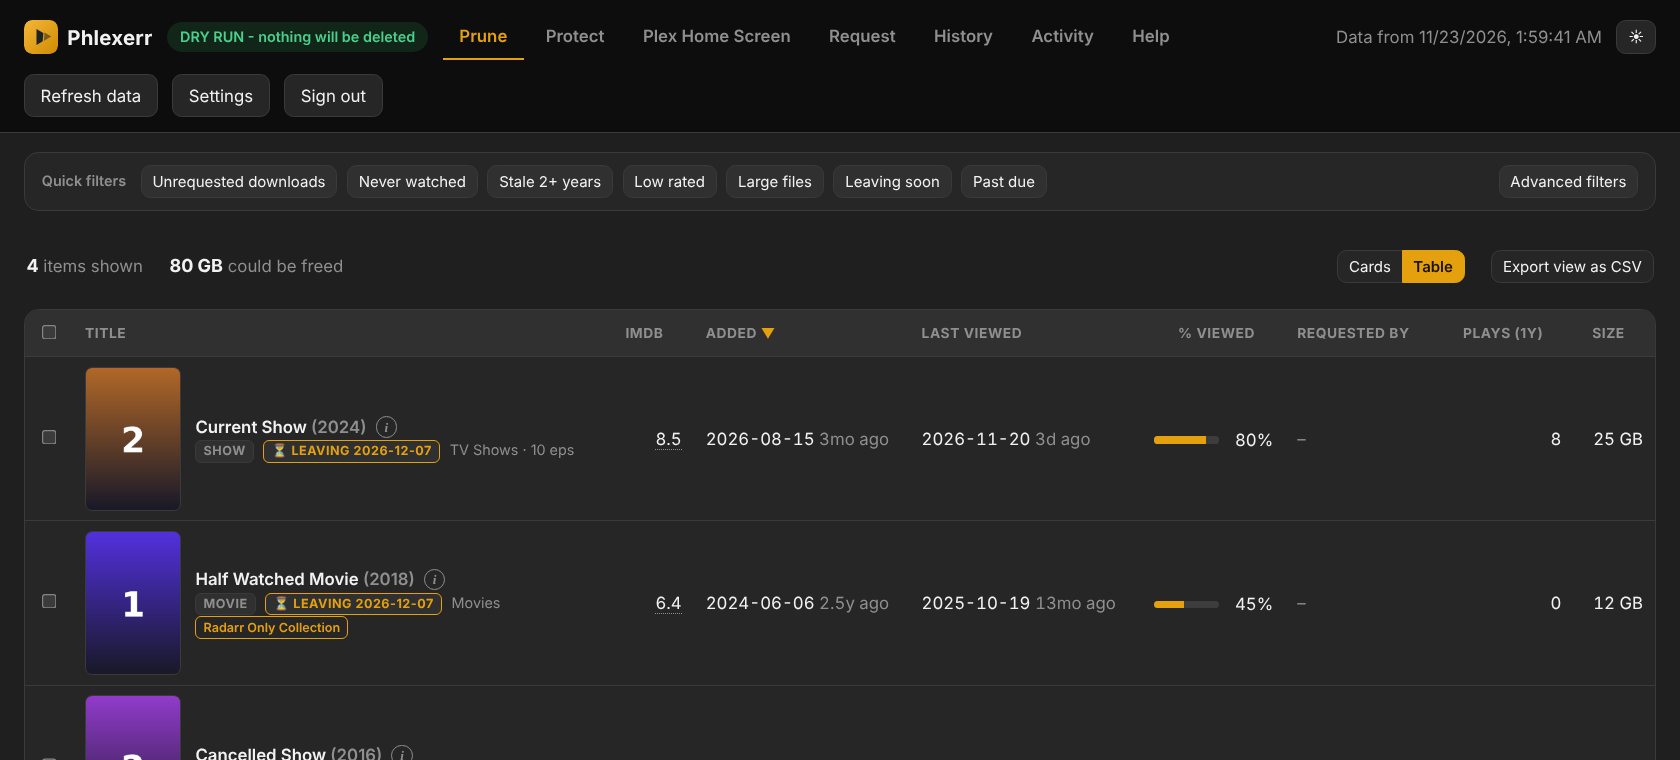 Phlexerr DRY RUN - nothing will be deleted Prune Protect Plex Home Screen Request History Activity Help Data from 11/23/2026, 1:59:41 AM
Refresh data Settings Sign out
Quick filters Unrequested downloads Never watched Stale 2+ years Low rated Large files Leaving soon Past due Advanced filters
4 items shown 80 GB could be freed Cards Table Export view as CSV
TITLE IMDB ADDED ▼ LAST VIEWED % VIEWED REQUESTED BY PLAYS (1Y) SIZE
2
Current Show (2024) i
SHOW ⏳ LEAVING 2026-12-07 TV Shows · 10 eps
8.5 2026-08-15 3mo ago 2026-11-20 3d ago 80% – 8 25 GB
1
Half Watched Movie (2018) i
MOVIE ⏳ LEAVING 2026-12-07 Movies
Radarr Only Collection
6.4 2024-06-06 2.5y ago 2025-10-19 13mo ago 45% – 0 12 GB
Cancelled Show (2016) i